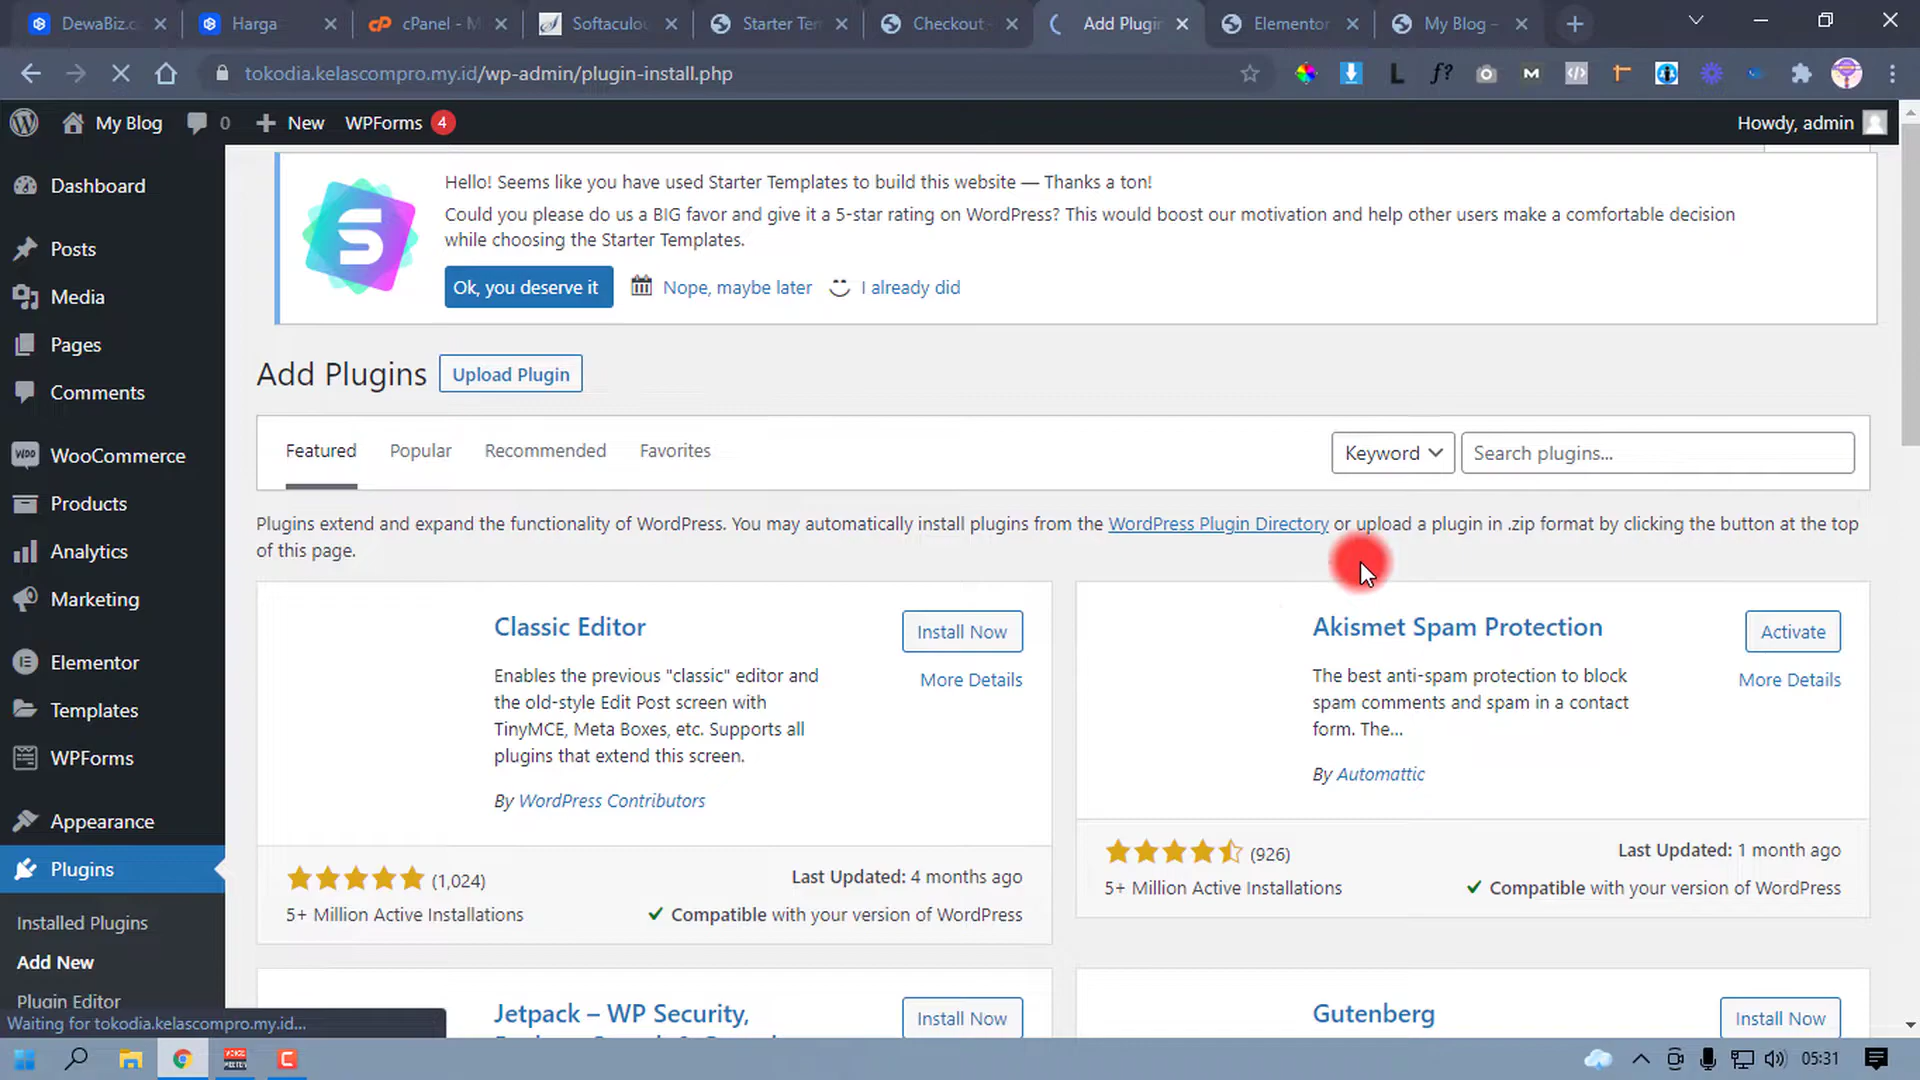 DewaBiz.c
Harga
cPanel - M
Softaculou
Starter Tem
Checkout -
Add Plugin
Elementor
My Blog –
tokodia.kelascompro.my.id/wp-admin/plugin-install.php
My Blog
0
New
WPForms 4
Howdy, admin
Dashboard
Posts
Media
Pages
Comments
WooCommerce
Products
Analytics
Marketing
Elementor
Templates
WPForms
Appearance
Plugins
Installed Plugins
Add New
Plugin Editor
Waiting for tokodia.kelascompro.my.id...
Hello! Seems like you have used Starter Templates to build this website — Thanks a ton!
Could you please do us a BIG favor and give it a 5-star rating on WordPress? This would boost our motivation and help other users make a comfortable decision
while choosing the Starter Templates.
Ok, you deserve it
Nope, maybe later
I already did
Add Plugins
Upload Plugin
Featured
Popular
Recommended
Favorites
Keyword
Search plugins...
Plugins extend and expand the functionality of WordPress. You may automatically install plugins from the WordPress Plugin Directory or upload a plugin in .zip format by clicking the button at the top
of this page.
Classic Editor
Install Now
More Details
Enables the previous "classic" editor and
the old-style Edit Post screen with
TinyMCE, Meta Boxes, etc. Supports all
plugins that extend this screen.
By WordPress Contributors
(1,024)
5+ Million Active Installations
Last Updated: 4 months ago
Compatible with your version of WordPress
Akismet Spam Protection
Activate
More Details
The best anti-spam protection to block
spam comments and spam in a contact
form. The...
By Automattic
(926)
5+ Million Active Installations
Last Updated: 1 month ago
Compatible with your version of WordPress
Jetpack – WP Security,
Install Now
Gutenberg
Install Now
05:31